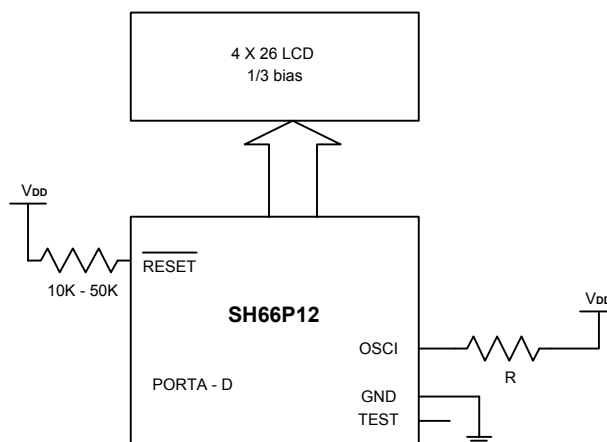 4 X 26 LCD
1/3 bias
VDD
RESET
10K - 50K
SH66P12
VDD
OSCI
R
PORTA - D
GND
TEST